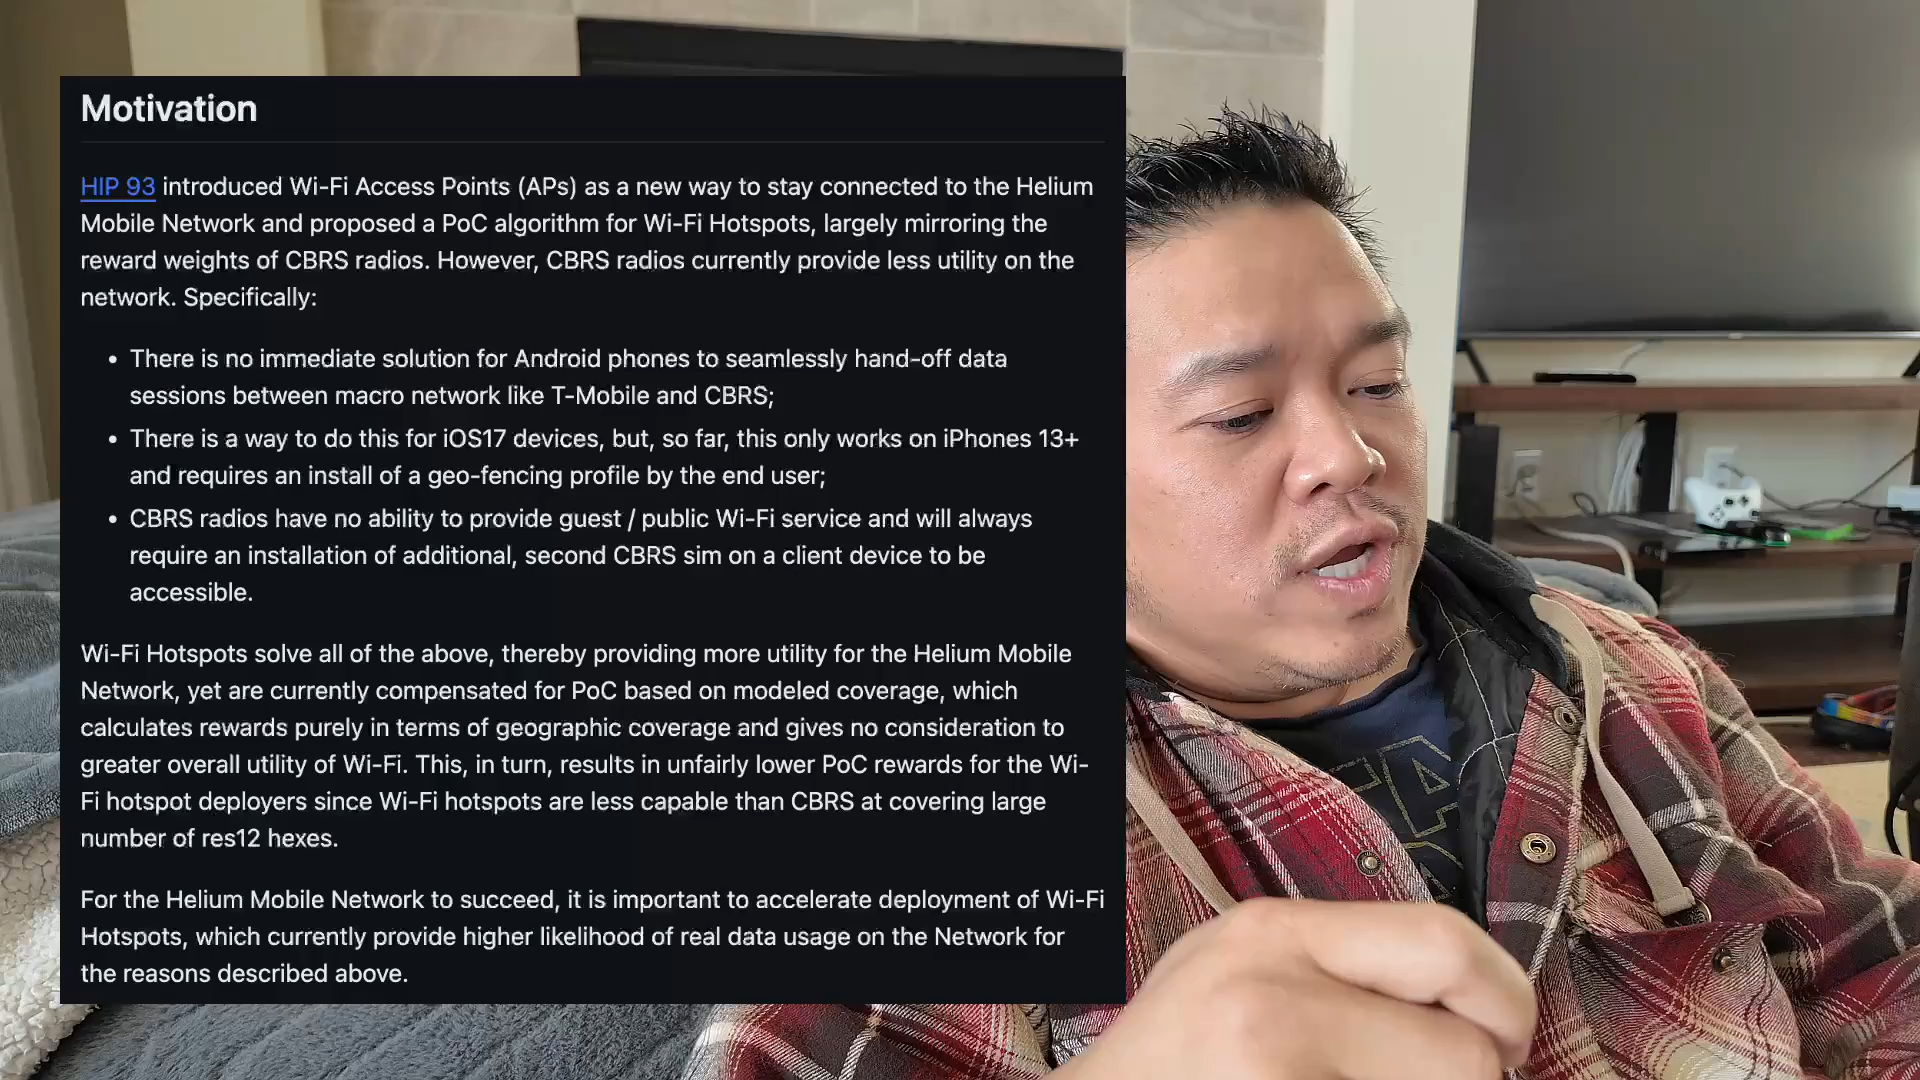 Motivation
HIP 93 introduced Wi-Fi Access Points (APs) as a new way to stay connected to the Helium
Mobile Network and proposed a PoC algorithm for Wi-Fi Hotspots, largely mirroring the
reward weights of CBRS radios. However, CBRS radios currently provide less utility on the
network. Specifically:
• There is no immediate solution for Android phones to seamlessly hand-off data
sessions between macro network like T-Mobile and CBRS;
• There is a way to do this for iOS17 devices, but, so far, this only works on iPhones 13+
and requires an install of a geo-fencing profile by the end user;
• CBRS radios have no ability to provide guest / public Wi-Fi service and will always
require an installation of additional, second CBRS sim on a client device to be
accessible.
Wi-Fi Hotspots solve all of the above, thereby providing more utility for the Helium Mobile
Network, yet are currently compensated for PoC based on modeled coverage, which
calculates rewards purely in terms of geographic coverage and gives no consideration to
greater overall utility of Wi-Fi. This, in turn, results in unfairly lower PoC rewards for the Wi-
Fi hotspot deployers since Wi-Fi hotspots are less capable than CBRS at covering large
number of res12 hexes.
For the Helium Mobile Network to succeed, it is important to accelerate deployment of Wi-Fi
Hotspots, which currently provide higher likelihood of real data usage on the Network for
the reasons described above.